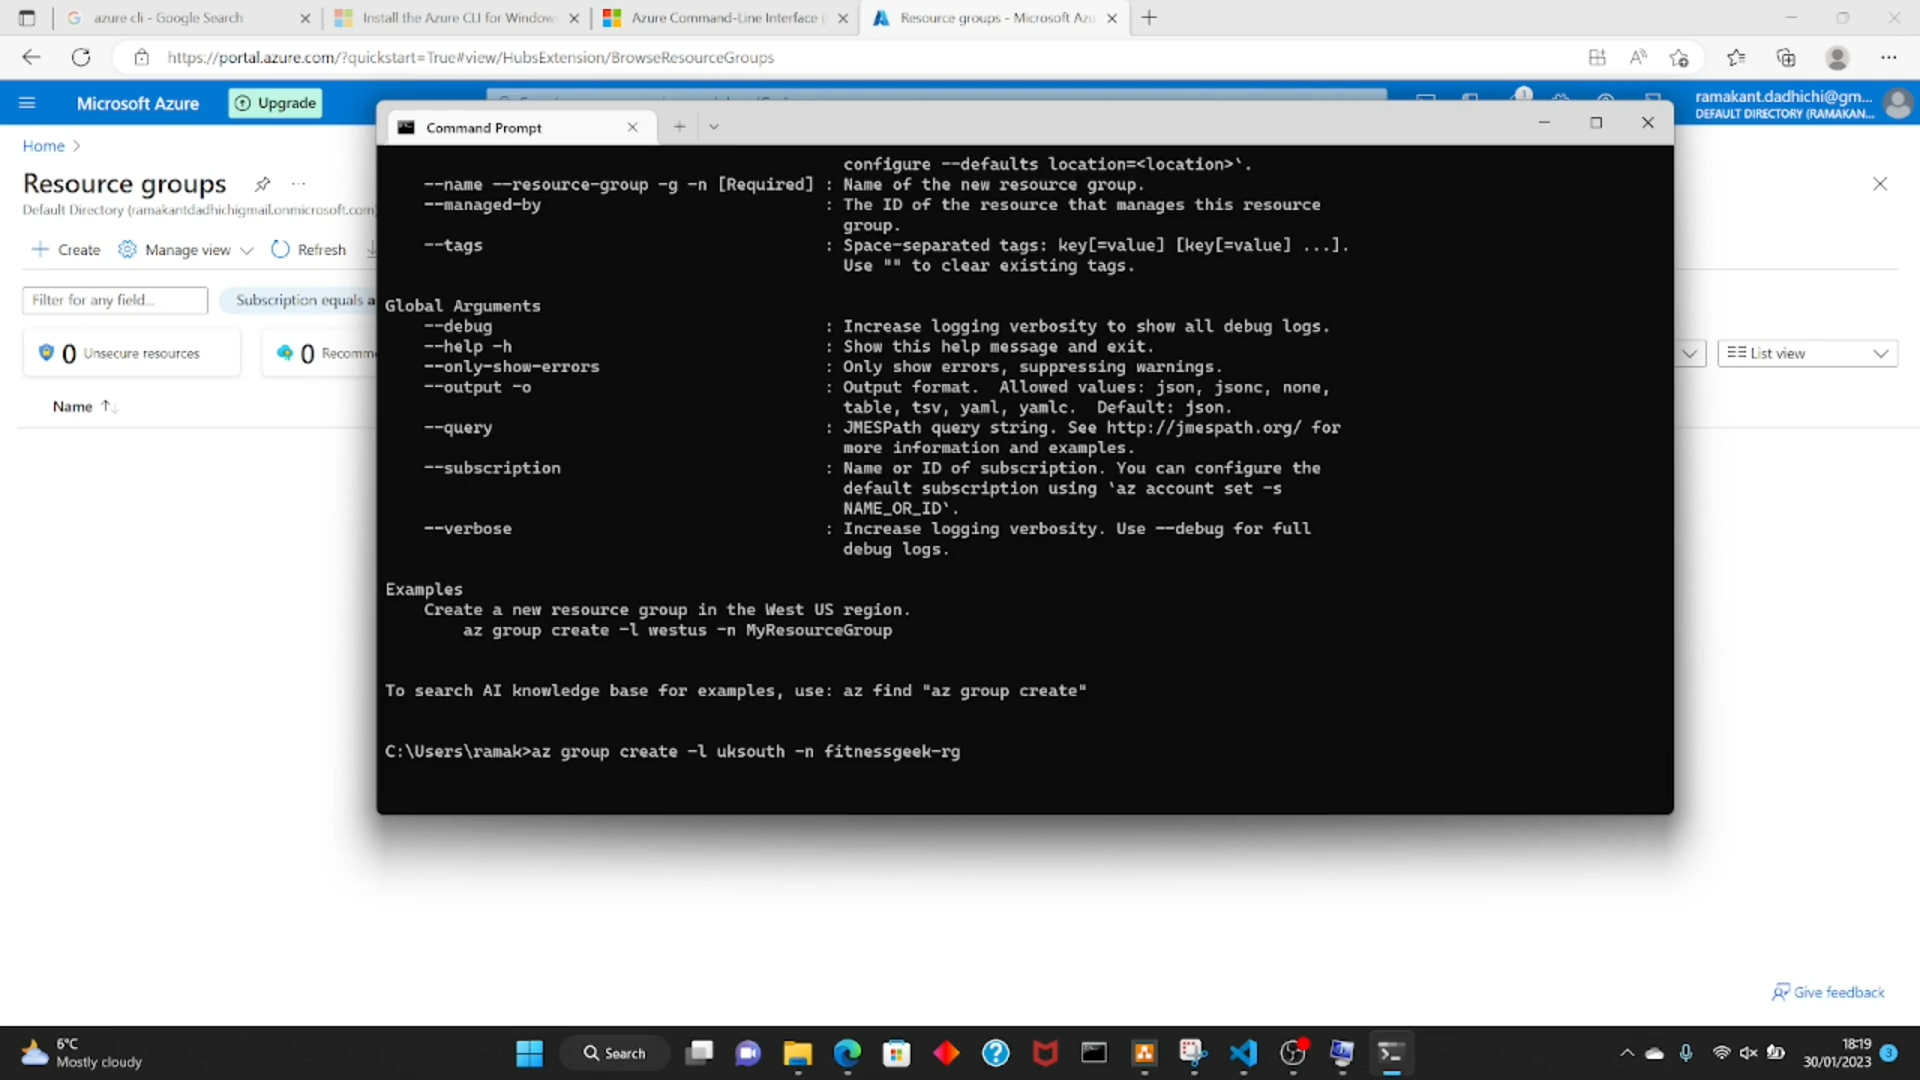 azure cli - Google Search
Install the Azure CLI for Window
Azure Command-Line Interface (
Resource groups - Microsoft Azu
https://portal.azure.com/?quickstart=True#view/HubsExtension/BrowseResourceGroups
Microsoft Azure
Upgrade
1
ramakant.dadhichi@gm...
DEFAULT DIRECTORY (RAMAKAN...
Command Prompt
Home >
Resource groups
...
Default Directory (ramakantdadhichigmail.onmicrosoft.com)
Create
Manage view
Refresh
Filter for any field...
Subscription equals a
0 Unsecure resources
0 Recomm
List view
Name
configure --defaults location=<location>`.
--name --resource-group -g -n [Required] : Name of the new resource group.
--managed-by : The ID of the resource that manages this resource
group.
--tags : Space-separated tags: key[=value] [key[=value] ...].
Use "" to clear existing tags.
Global Arguments
--debug : Increase logging verbosity to show all debug logs.
--help -h : Show this help message and exit.
--only-show-errors : Only show errors, suppressing warnings.
--output -o : Output format.  Allowed values: json, jsonc, none,
table, tsv, yaml, yamlc.  Default: json.
--query : JMESPath query string. See http://jmespath.org/ for
more information and examples.
--subscription : Name or ID of subscription. You can configure the
default subscription using `az account set -s
NAME_OR_ID`.
--verbose : Increase logging verbosity. Use --debug for full
debug logs.
Examples
Create a new resource group in the West US region.
az group create -l westus -n MyResourceGroup
To search AI knowledge base for examples, use: az find "az group create"
C:\Users\ramak>az group create -l uksouth -n fitnessgeek-rg
Give feedback
6°C
Mostly cloudy
Search
18:19
30/01/2023
3